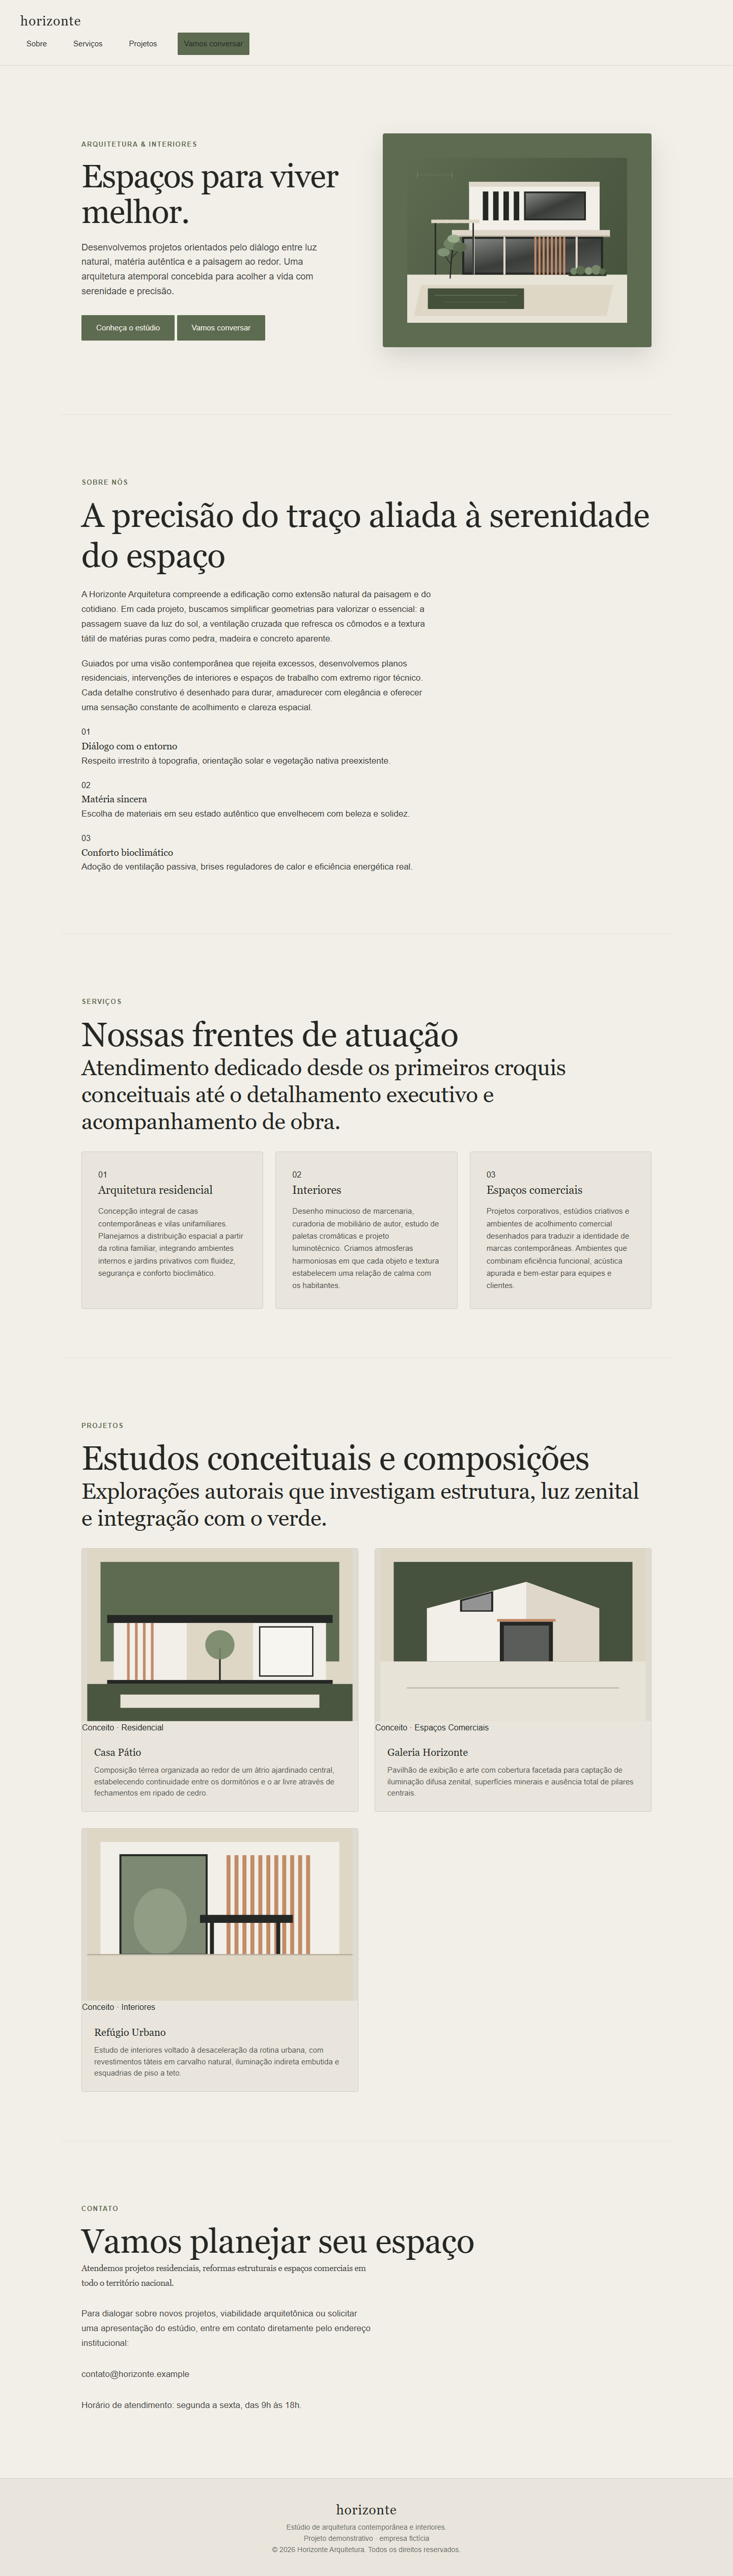 horizonte
Sobre Serviços Projetos Vamos conversar
ARQUITETURA & INTERIORES
Espaços para viver
melhor.
Desenvolvemos projetos orientados pelo diálogo entre luz
natural, matéria autêntica e a paisagem ao redor. Uma
arquitetura atemporal concebida para acolher a vida com
serenidade e precisão.
Conheça o estúdio Vamos conversar
SOBRE NÓS
A precisão do traço aliada à serenidade
do espaço
A Horizonte Arquitetura compreende a edificação como extensão natural da paisagem e do
cotidiano. Em cada projeto, buscamos simplificar geometrias para valorizar o essencial: a
passagem suave da luz do sol, a ventilação cruzada que refresca os cômodos e a textura
tátil de matérias puras como pedra, madeira e concreto aparente.
Guiados por uma visão contemporânea que rejeita excessos, desenvolvemos planos
residenciais, intervenções de interiores e espaços de trabalho com extremo rigor técnico.
Cada detalhe construtivo é desenhado para durar, amadurecer com elegância e oferecer
uma sensação constante de acolhimento e clareza espacial.
01
Diálogo com o entorno
Respeito irrestrito à topografia, orientação solar e vegetação nativa preexistente.
02
Matéria sincera
Escolha de materiais em seu estado autêntico que envelhecem com beleza e solidez.
03
Conforto bioclimático
Adoção de ventilação passiva, brises reguladores de calor e eficiência energética real.
SERVIÇOS
Nossas frentes de atuação
Atendimento dedicado desde os primeiros croquis
conceituais até o detalhamento executivo e
acompanhamento de obra.
01
Arquitetura residencial
Concepção integral de casas
contemporâneas e vilas unifamiliares.
Planejamos a distribuição espacial a partir
da rotina familiar, integrando ambientes
internos e jardins privativos com fluidez,
segurança e conforto bioclimático.
02
Interiores
Desenho minucioso de marcenaria,
curadoria de mobiliário de autor, estudo de
paletas cromáticas e projeto
luminotécnico. Criamos atmosferas
harmoniosas em que cada objeto e textura
estabelecem uma relação de calma com
os habitantes.
03
Espaços comerciais
Projetos corporativos, estúdios criativos e
ambientes de acolhimento comercial
desenhados para traduzir a identidade de
marcas contemporâneas. Ambientes que
combinam eficiência funcional, acústica
apurada e bem-estar para equipes e
clientes.
PROJETOS
Estudos conceituais e composições
Explorações autorais que investigam estrutura, luz zenital
e integração com o verde.
Conceito · Residencial
Casa Pátio
Composição térrea organizada ao redor de um átrio ajardinado central,
estabelecendo continuidade entre os dormitórios e o ar livre através de
fechamentos em ripado de cedro.
Conceito · Espaços Comerciais
Galeria Horizonte
Pavilhão de exibição e arte com cobertura facetada para captação de
iluminação difusa zenital, superfícies minerais e ausência total de pilares
centrais.
Conceito · Interiores
Refúgio Urbano
Estudo de interiores voltado à desaceleração da rotina urbana, com
revestimentos táteis em carvalho natural, iluminação indireta embutida e
esquadrias de piso a teto.
CONTATO
Vamos planejar seu espaço
Atendemos projetos residenciais, reformas estruturais e espaços comerciais em
todo o território nacional.
Para dialogar sobre novos projetos, viabilidade arquitetônica ou solicitar
uma apresentação do estúdio, entre em contato diretamente pelo endereço
institucional:
contato@horizonte.example
Horário de atendimento: segunda a sexta, das 9h às 18h.
horizonte
Estúdio de arquitetura contemporânea e interiores.
Projeto demonstrativo · empresa fictícia
© 2026 Horizonte Arquitetura. Todos os direitos reservados.